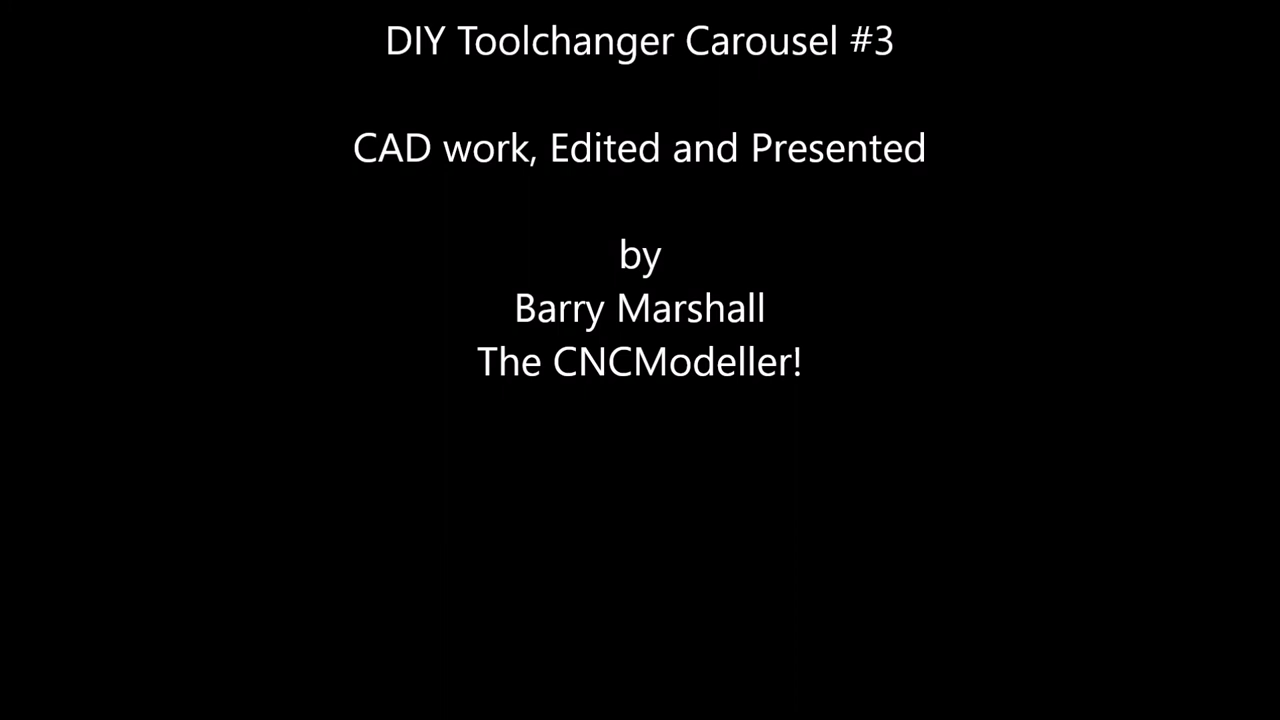 DIY Toolchanger Carousel #3
CAD work, Edited and Presented
by
Barry Marshall
The CNCModeller!